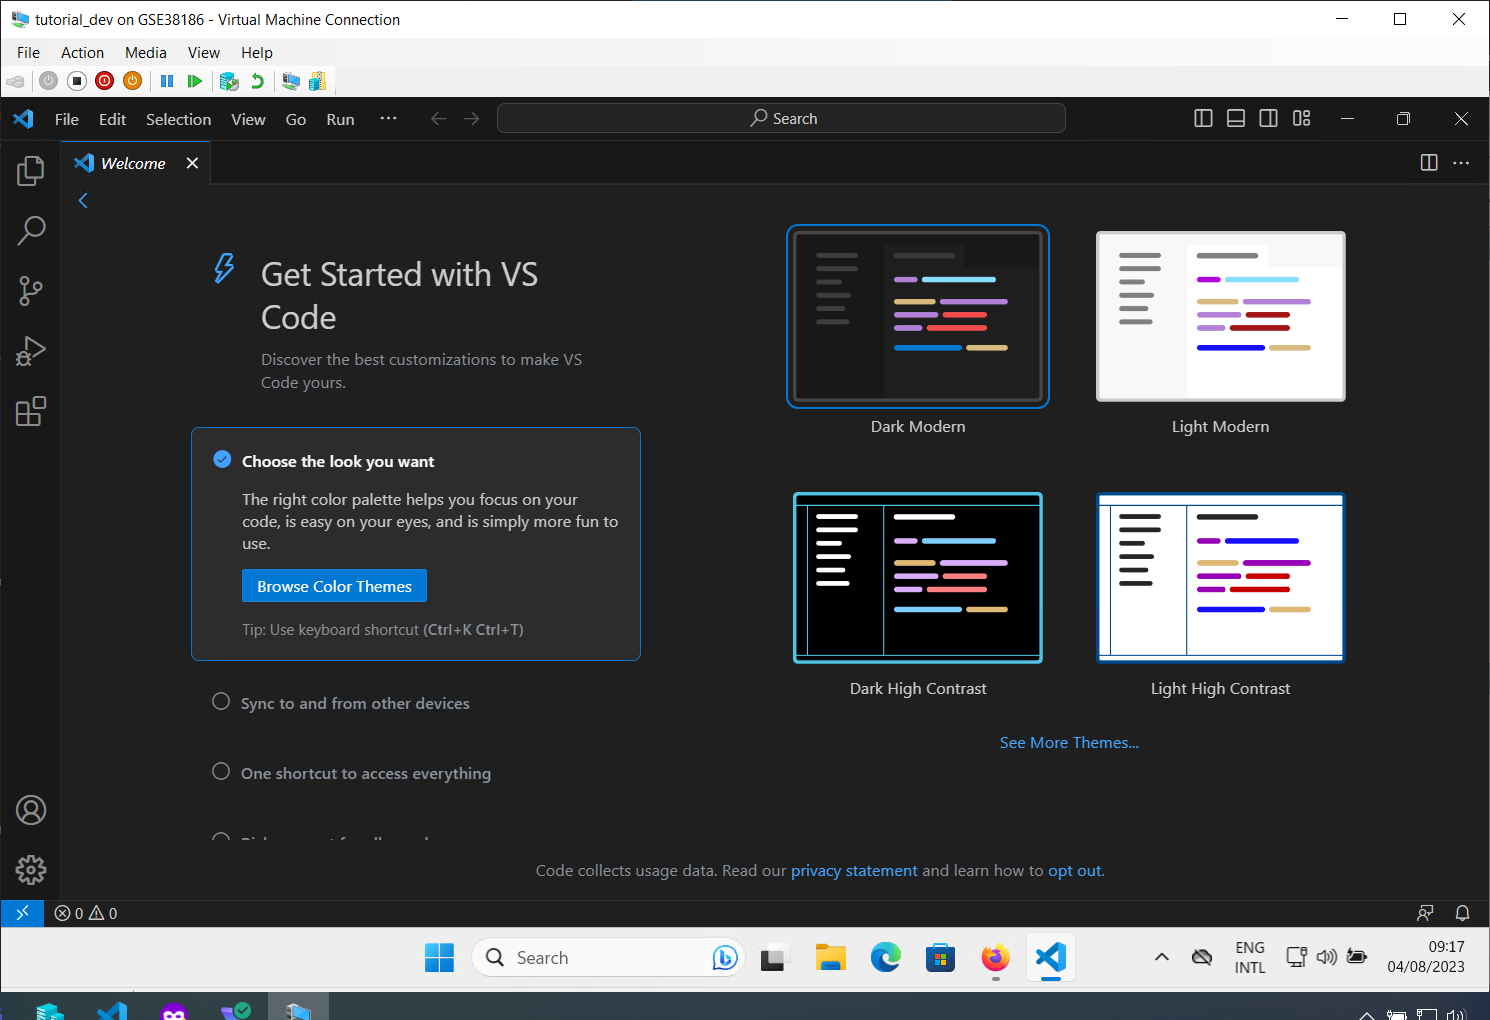 tutorial_dev on GSE38186 - Virtual Machine Connection
File Action Media View Help
File Edit Selection View Go Run ···
Search
Welcome
Get Started with VS
Code
Discover the best customizations to make VS
Code yours.
Choose the look you want
The right color palette helps you focus on your
code, is easy on your eyes, and is simply more fun to
use.
Browse Color Themes
Tip: Use keyboard shortcut (Ctrl+K Ctrl+T)
Sync to and from other devices
One shortcut to access everything
Dark Modern
Light Modern
Dark High Contrast
Light High Contrast
See More Themes...
Code collects usage data. Read our privacy statement and learn how to opt out.
0 0
Search
ENG
INTL
09:17
04/08/2023